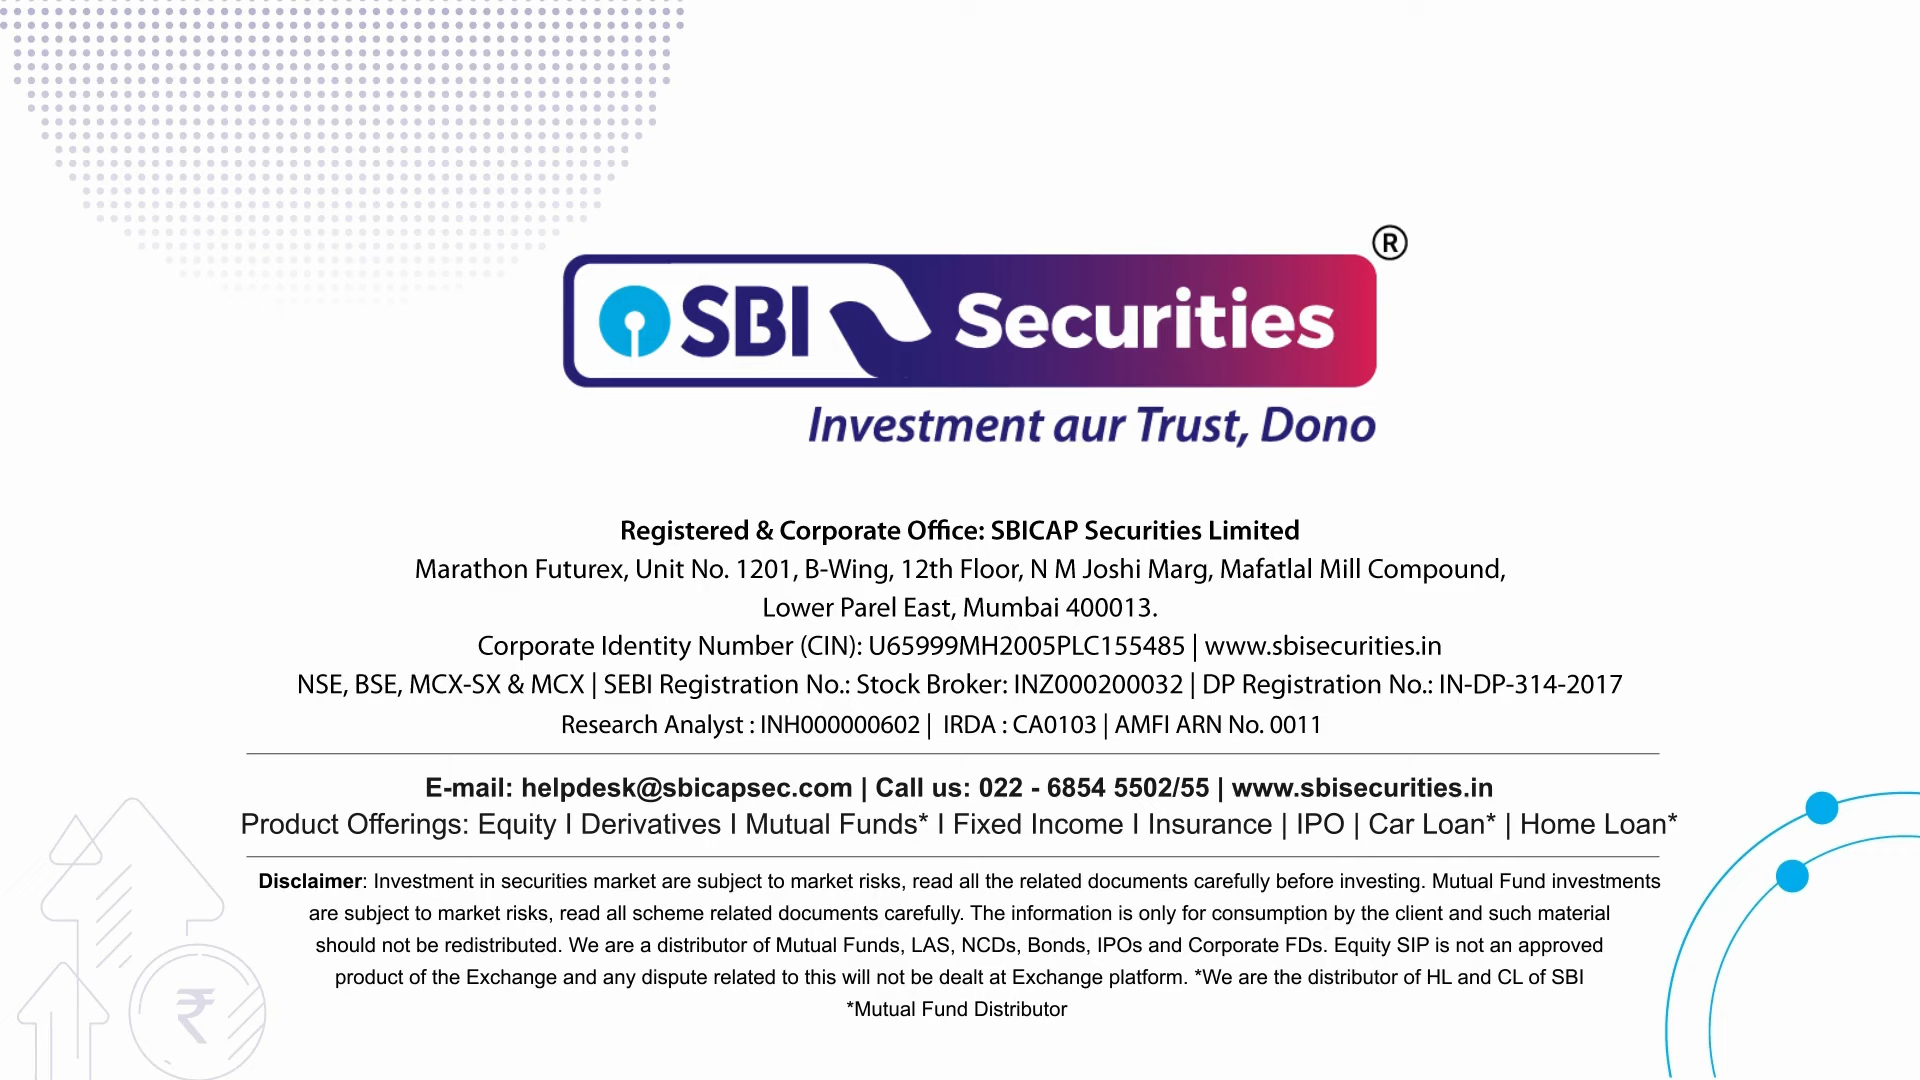 ®
SBI Securities
Investment aur Trust, Dono
Registered & Corporate Office: SBICAP Securities Limited
Marathon Futurex, Unit No. 1201, B-Wing, 12th Floor, N M Joshi Marg, Mafatlal Mill Compound,
Lower Parel East, Mumbai 400013.
Corporate Identity Number (CIN): U65999MH2005PLC155485 | www.sbisecurities.in
NSE, BSE, MCX-SX & MCX | SEBI Registration No.: Stock Broker: INZ000200032 | DP Registration No.: IN-DP-314-2017
Research Analyst : INH000000602 | IRDA : CA0103 | AMFI ARN No. 0011
E-mail: helpdesk@sbicapsec.com | Call us: 022 - 6854 5502/55 | www.sbisecurities.in
Product Offerings: Equity I Derivatives I Mutual Funds* I Fixed Income I Insurance | IPO | Car Loan* | Home Loan*
Disclaimer: Investment in securities market are subject to market risks, read all the related documents carefully before investing. Mutual Fund investments
are subject to market risks, read all scheme related documents carefully. The information is only for consumption by the client and such material
should not be redistributed. We are a distributor of Mutual Funds, LAS, NCDs, Bonds, IPOs and Corporate FDs. Equity SIP is not an approved
product of the Exchange and any dispute related to this will not be dealt at Exchange platform. *We are the distributor of HL and CL of SBI
*Mutual Fund Distributor
₹